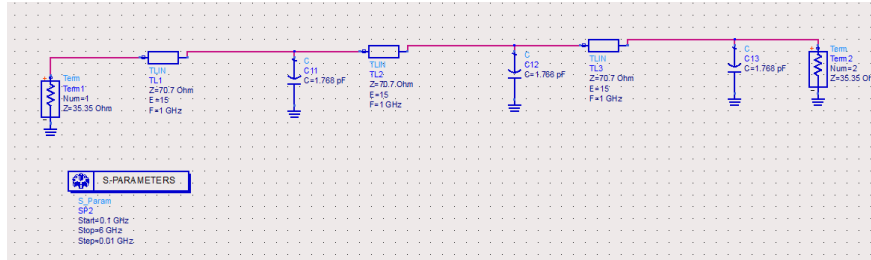 Term
Term1
Num=1
Z=35.35 Ohm
TLIN
TL1
Z=70.7 Ohm
E=15
F=1 GHz
C
C11
C=1.768 pF
TLIN
TL2
Z=70.7 Ohm
E=15
F=1 GHz
C
C12
C=1.768 pF
TLIN
TL3
Z=70.7 Ohm
E=15
F=1 GHz
C
C13
C=1.768 pF
Term
Term2
Num=2
Z=35.35 O
S-PARAMETERS
S_Param
SP2
Start=0.1 GHz
Stop=6 GHz
Step=0.01 GHz